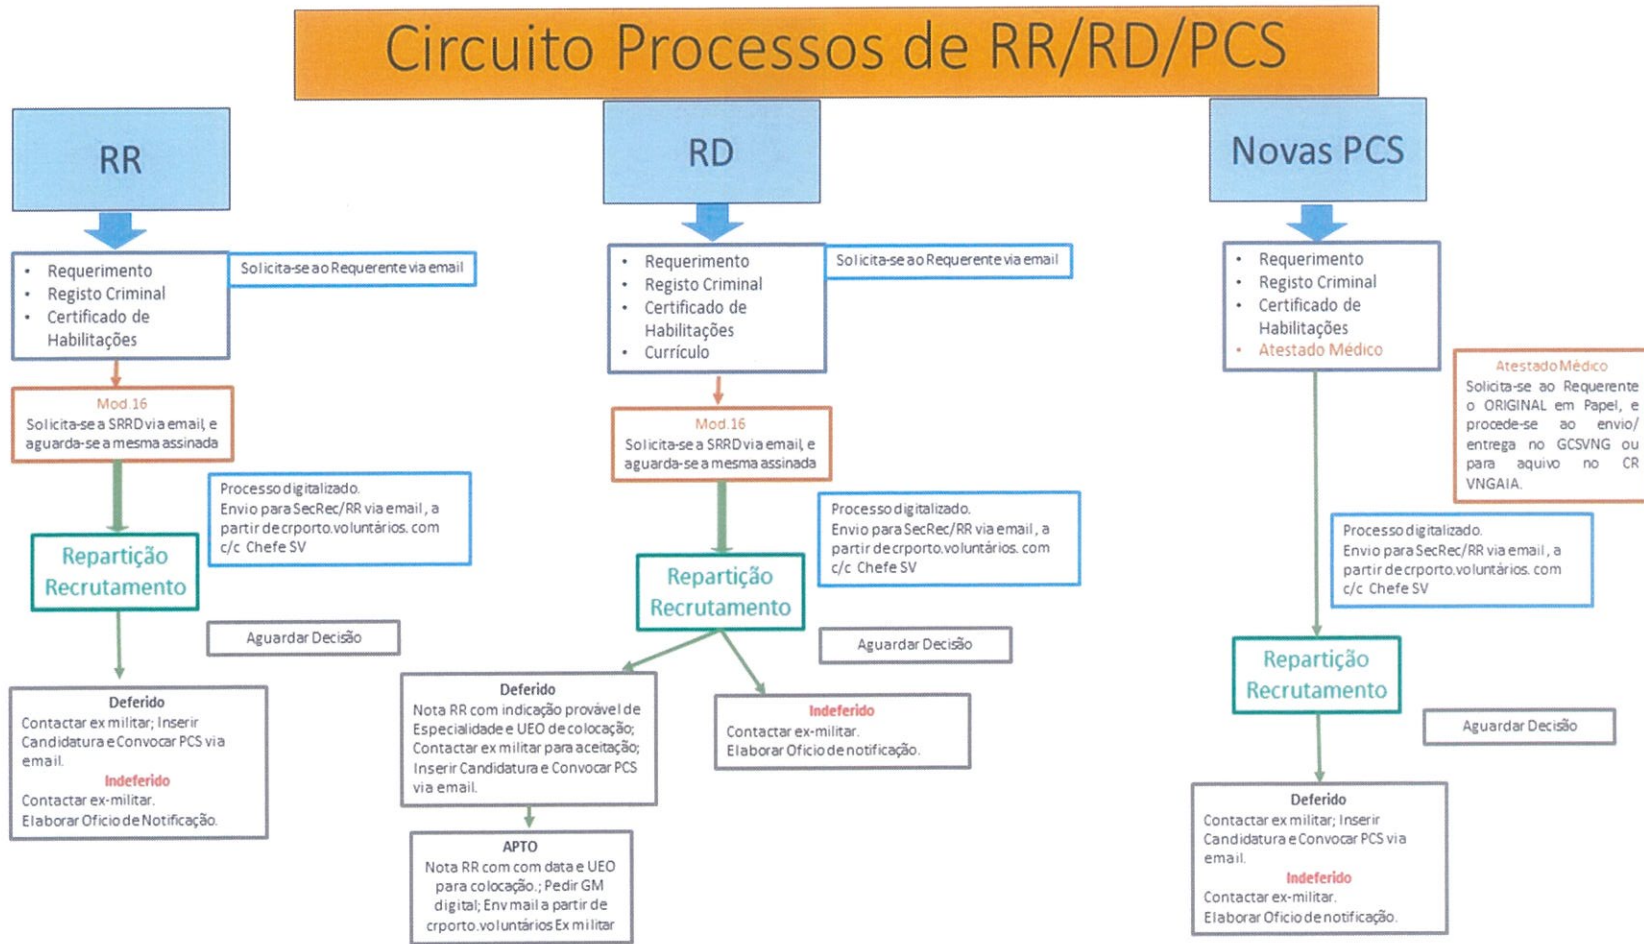 Circuito Processos de RR/RD/PCS
RR
• Requerimento
• Registo Criminal
• Certificado de
Habilitações
Solicita-se ao Requerente via email
Mod.16
Solicita-se a SRRD via email, e
aguarda-se a mesma assinada
Processo digitalizado.
Envio para SecRec/RR via email, a
partir de crporto.voluntários. com
c/c Chefe SV
Repartição
Recrutamento
Aguardar Decisão
Deferido
Contactar ex militar; Inserir
Candidatura e Convocar PCS via
email.
Indeferido
Contactar ex-militar.
Elaborar Oficio de Notificação.
RD
• Requerimento
• Registo Criminal
• Certificado de
Habilitações
• Currículo
Solicita-se ao Requerente via email
Mod.16
Solicita-se a SRRD via email, e
aguarda-se a mesma assinada
Processo digitalizado.
Envio para SecRec/RR via email, a
partir de crporto.voluntários. com
c/c Chefe SV
Repartição
Recrutamento
Aguardar Decisão
Deferido
Nota RR com indicação provável de
Especialidade e UEO de colocação;
Contactar ex militar para aceitação;
Inserir Candidatura e Convocar PCS
via email.
Indeferido
Contactar ex-militar.
Elaborar Oficio de notificação.
APTO
Nota RR com com data e UEO
para colocação.; Pedir GM
digital; Env mail a partir de
crporto.voluntários Ex militar
Novas PCS
• Requerimento
• Registo Criminal
• Certificado de
Habilitações
• Atestado Médico
Atestado Médico
Solicita-se ao Requerente
o ORIGINAL em Papel, e
procede-se ao envio/
entrega no GCSVNG ou
para aquivo no CR
VNGAIA.
Processo digitalizado.
Envio para SecRec/RR via email, a
partir de crporto.voluntários. com
c/c Chefe SV
Repartição
Recrutamento
Aguardar Decisão
Deferido
Contactar ex militar; Inserir
Candidatura e Convocar PCS via
email.
Indeferido
Contactar ex-militar.
Elaborar Oficio de notificação.